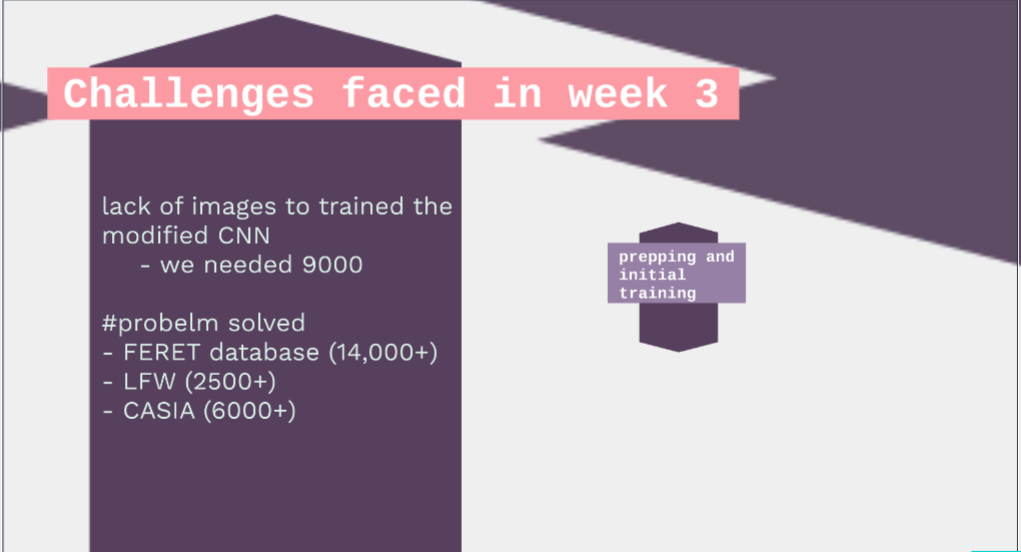 Challenges faced in week 3
lack of images to trained the
modified CNN
- we needed 9000
#probelm solved
- FERET database (14,000+)
- LFW (2500+)
- CASIA (6000+)
prepping and
initial
training